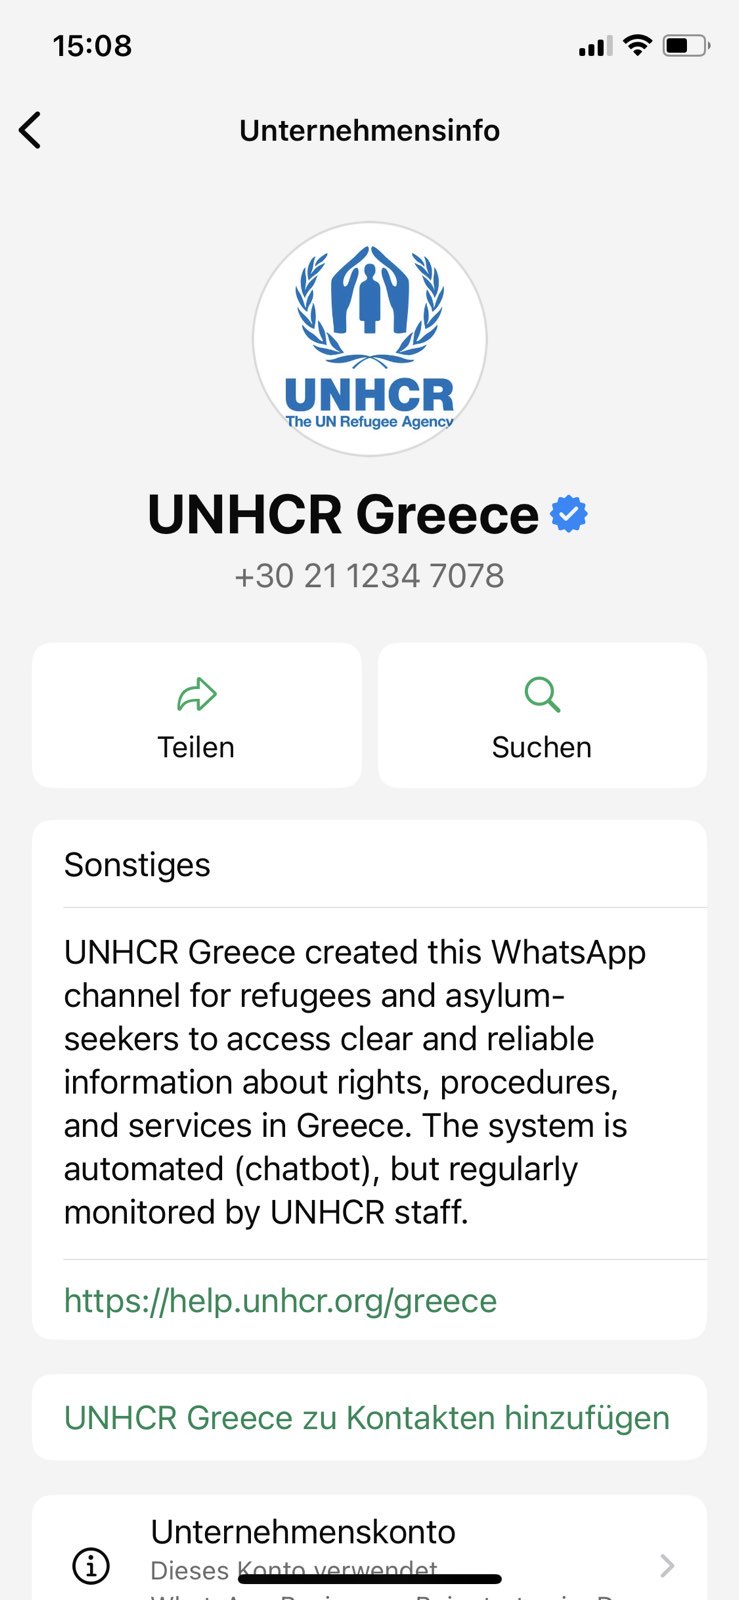 15:08
Unternehmensinfo
UNHCR
The UN Refugee Agency
UNHCR Greece
+30 21 1234 7078
Teilen
Suchen
Sonstiges
UNHCR Greece created this WhatsApp
channel for refugees and asylum-
seekers to access clear and reliable
information about rights, procedures,
and services in Greece. The system is
automated (chatbot), but regularly
monitored by UNHCR staff.
https://help.unhcr.org/greece
UNHCR Greece zu Kontakten hinzufügen
Unternehmenskonto
Dieses Konto verwendet